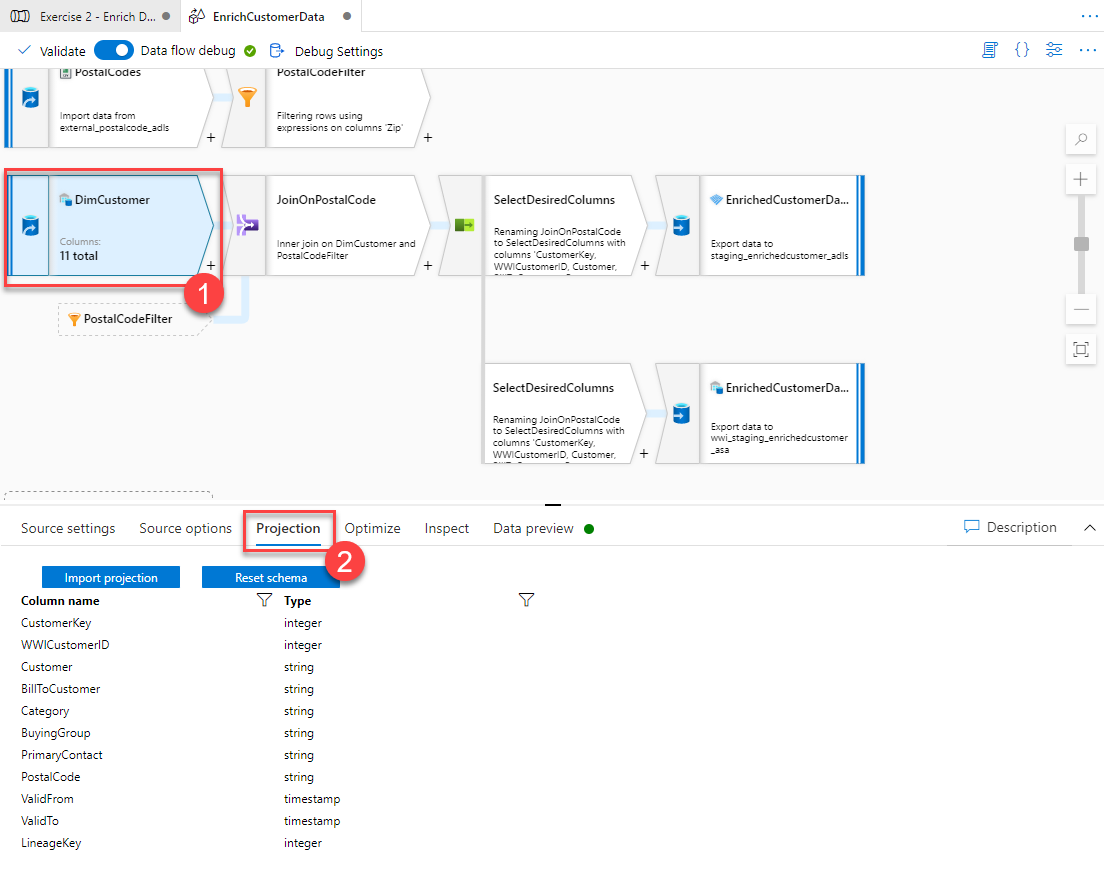 Exercise 2 - Enrich D...
EnrichCustomerData
Validate
Data flow debug
Debug Settings
PostalCodes
Import data from
external_postalcode_adls
+
PostalCodeFilter
Filtering rows using
expressions on columns 'Zip'
+
DimCustomer
Columns:
11 total
+
1
JoinOnPostalCode
Inner join on DimCustomer and
PostalCodeFilter
+
SelectDesiredColumns
Renaming JoinOnPostalCode
to SelectDesiredColumns with
columns 'CustomerKey,
WWICustomerID, Customer,
+
EnrichedCustomerDa...
Export data to
staging_enrichedcustomer_adls
PostalCodeFilter
SelectDesiredColumns
Renaming JoinOnPostalCode
to SelectDesiredColumns with
columns 'CustomerKey,
WWICustomerID, Customer,
+
EnrichedCustomerDa...
Export data to
wwi_staging_enrichedcustomer
_asa
Source settings
Source options
Projection
2
Optimize
Inspect
Data preview
Description
Import projection
Reset schema
Column name
Type
CustomerKey
integer
WWICustomerID
integer
Customer
string
BillToCustomer
string
Category
string
BuyingGroup
string
PrimaryContact
string
PostalCode
string
ValidFrom
timestamp
ValidTo
timestamp
LineageKey
integer